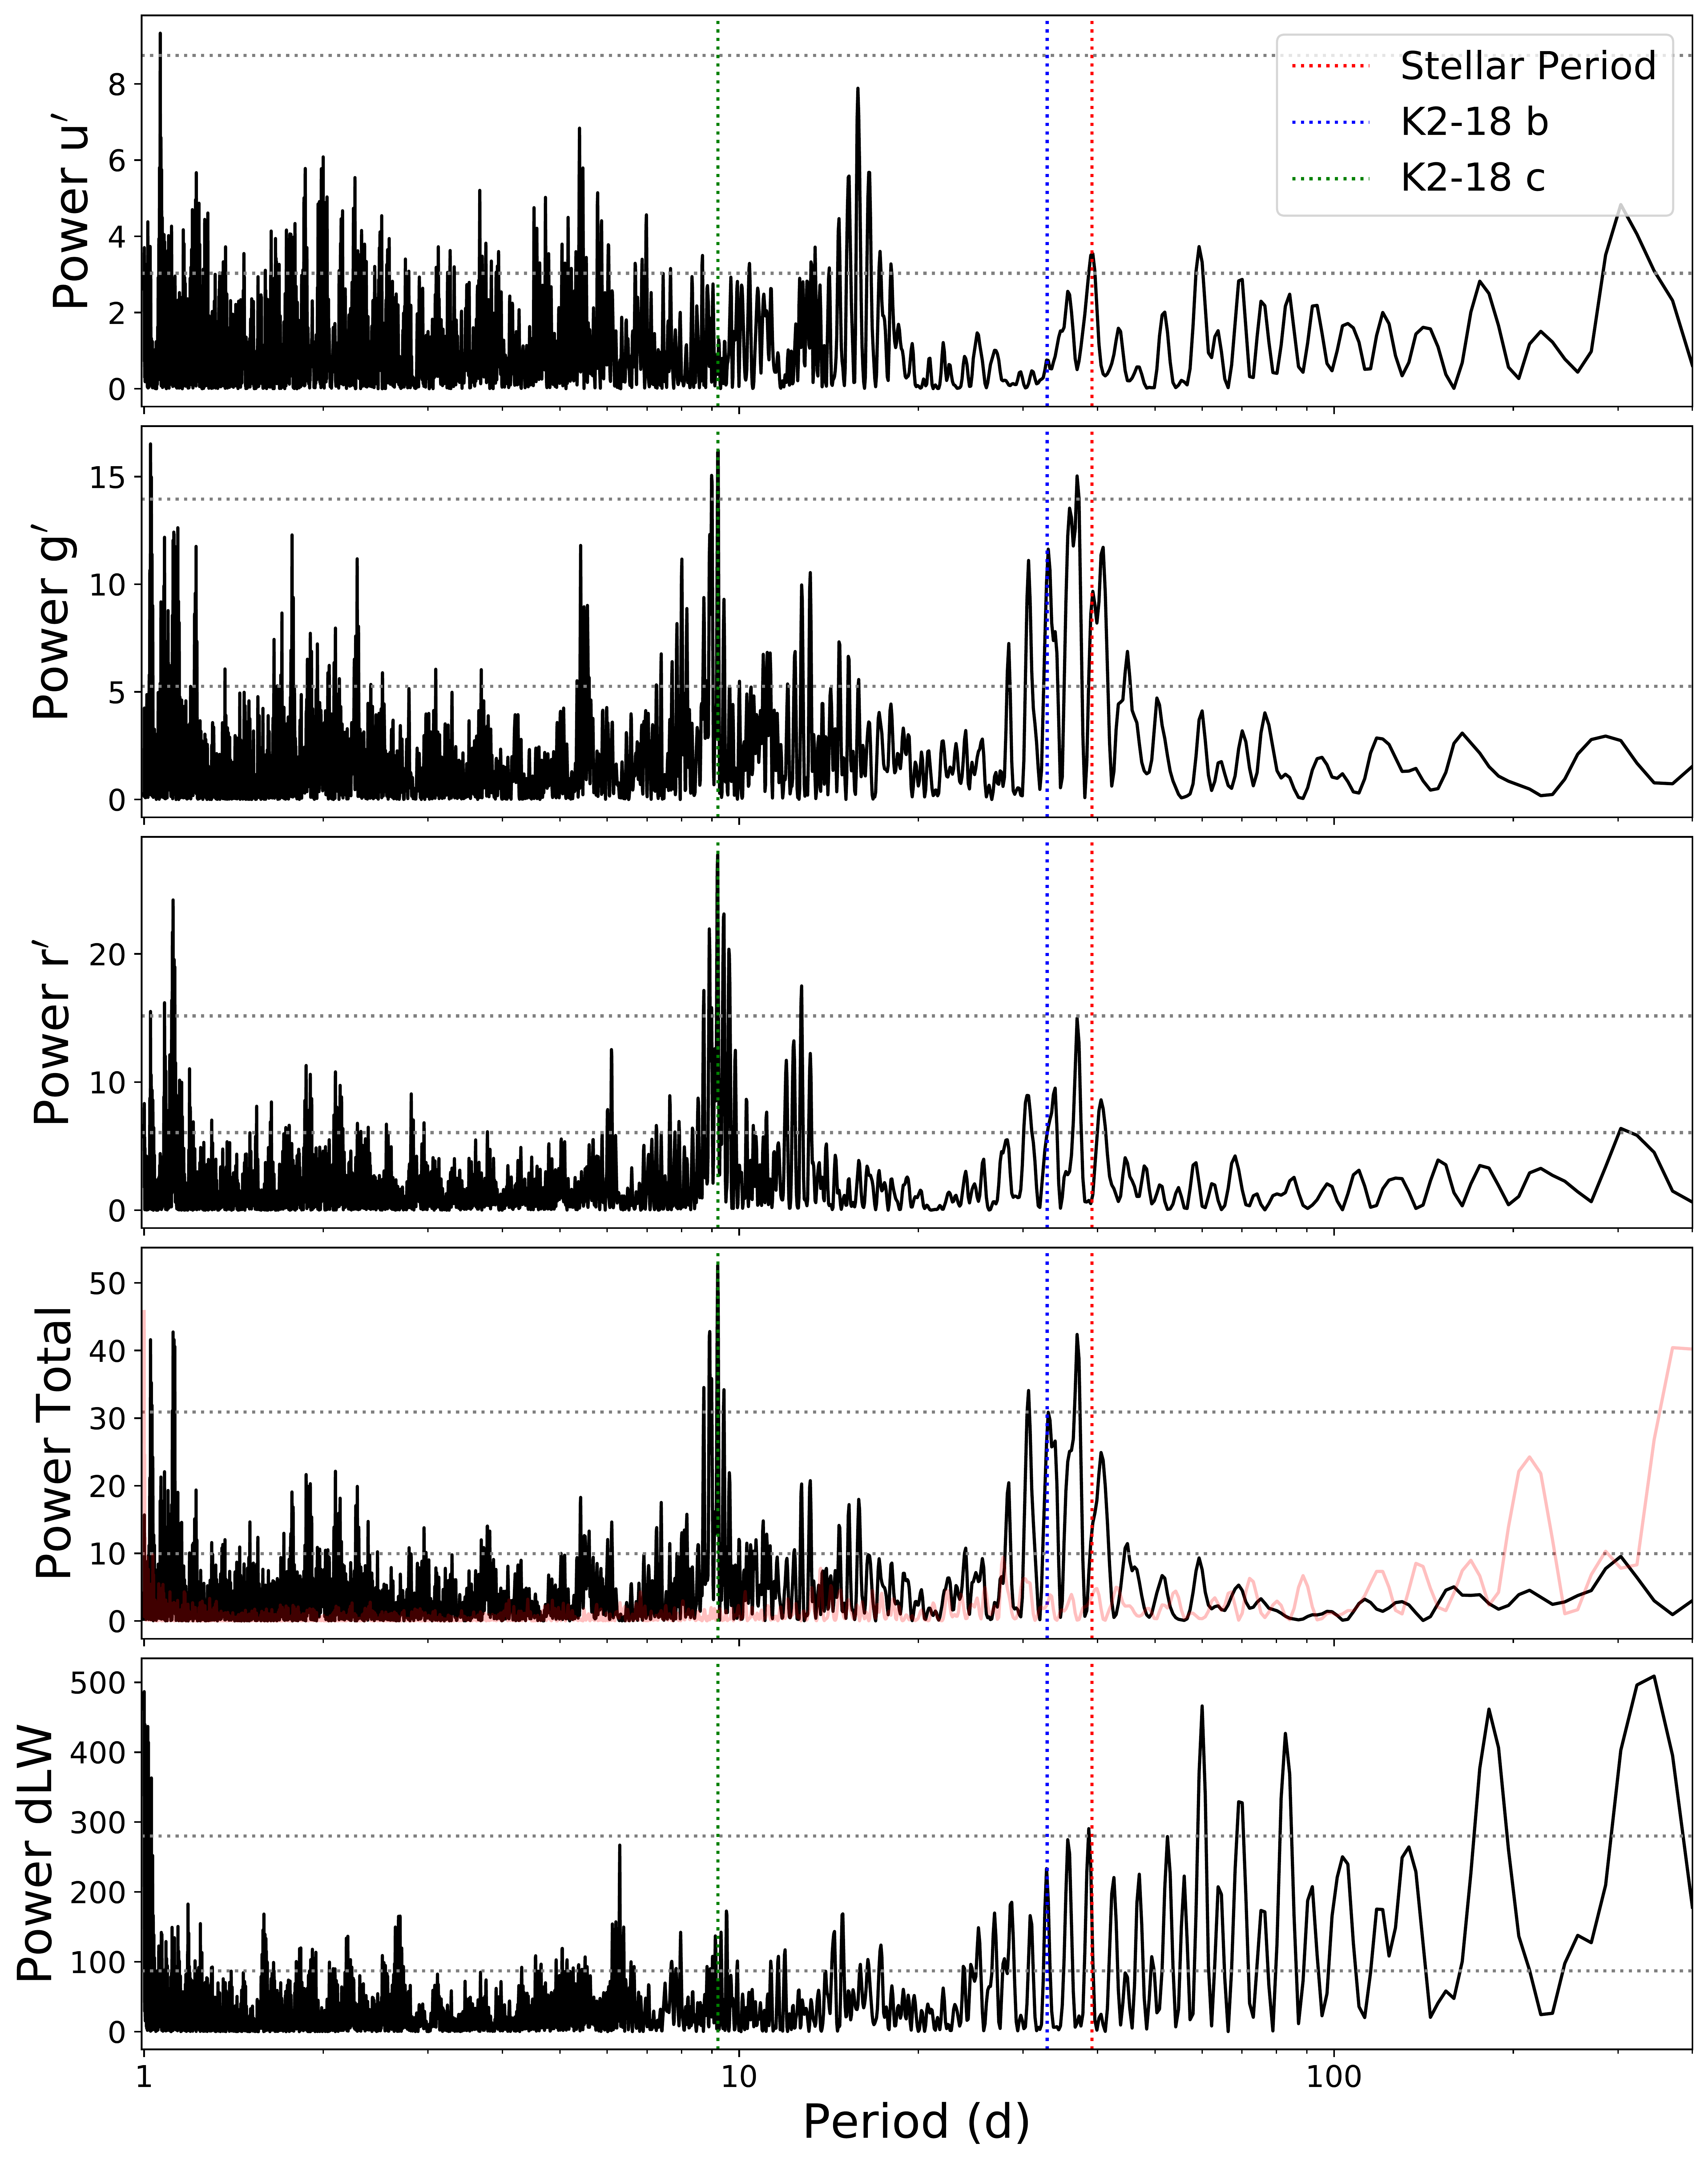 Power u′
8
6
4
2
0
Stellar Period
K2-18 b
K2-18 c
Power g′
15
10
5
0
Power r′
20
10
0
Power Total
50
40
30
20
10
0
Power dLW
500
400
300
200
100
0
1 10 100
Period (d)